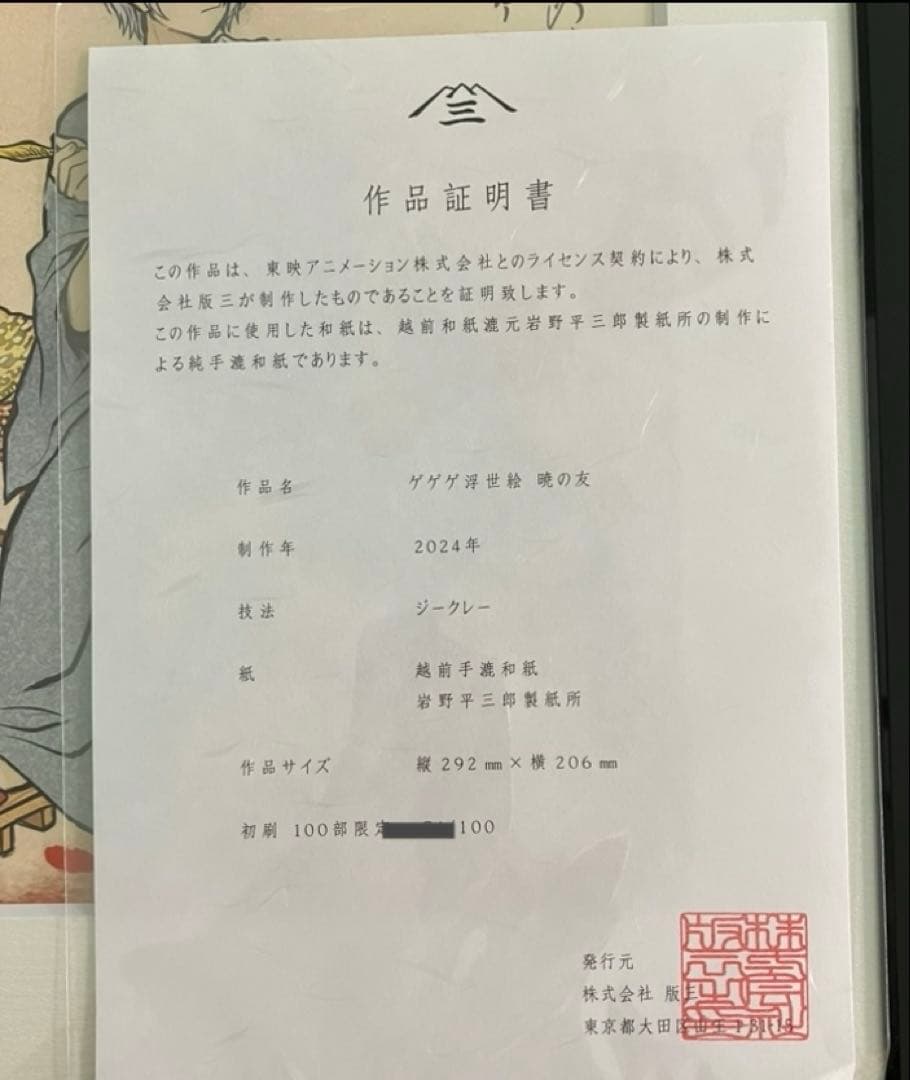 三
作品証明書
この作品は、東映アニメーション株式会社とのライセンス契約により、株式
会社版三が制作したものであることを証明致します。
この作品に使用した和紙は、越前和紙漉元岩野平三郎製紙所の制作に
よる純手漉和紙であります。
作品名 ゲゲゲ浮世絵 暁の友
制作年 2024年
技法 ジークレー
紙 越前手漉和紙
岩野平三郎製紙所
作品サイズ 縦 292 ㎜ × 横 206 ㎜
初刷 100部限定 /100
発行元
株式会社 版三
東京都大田区